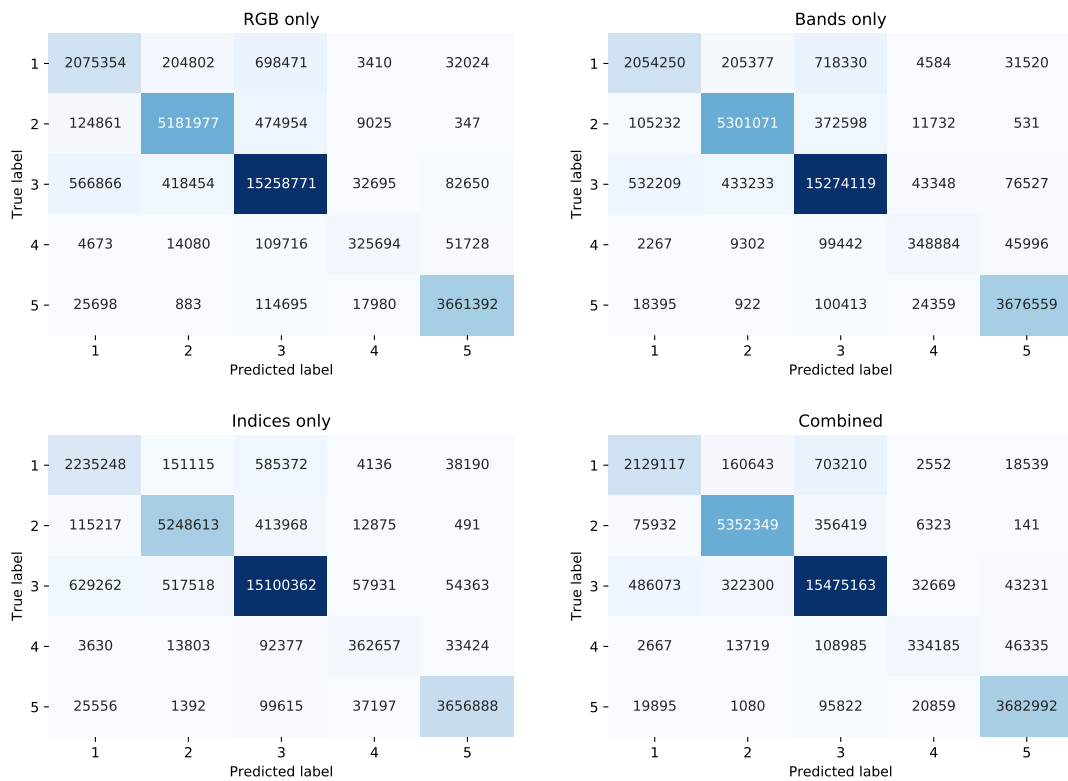 RGB only
1 2075354 204802 698471 3410 32024
2 124861 5181977 474954 9025 347
3 566866 418454 15258771 32695 82650
4 4673 14080 109716 325694 51728
5 25698 883 114695 17980 3661392
1 2 3 4 5
True label
Predicted label
Bands only
1 2054250 205377 718330 4584 31520
2 105232 5301071 372598 11732 531
3 532209 433233 15274119 43348 76527
4 2267 9302 99442 348884 45996
5 18395 922 100413 24359 3676559
1 2 3 4 5
True label
Predicted label
Indices only
1 2235248 151115 585372 4136 38190
2 115217 5248613 413968 12875 491
3 629262 517518 15100362 57931 54363
4 3630 13803 92377 362657 33424
5 25556 1392 99615 37197 3656888
1 2 3 4 5
True label
Predicted label
Combined
1 2129117 160643 703210 2552 18539
2 75932 5352349 356419 6323 141
3 486073 322300 15475163 32669 43231
4 2667 13719 108985 334185 46335
5 19895 1080 95822 20859 3682992
1 2 3 4 5
True label
Predicted label